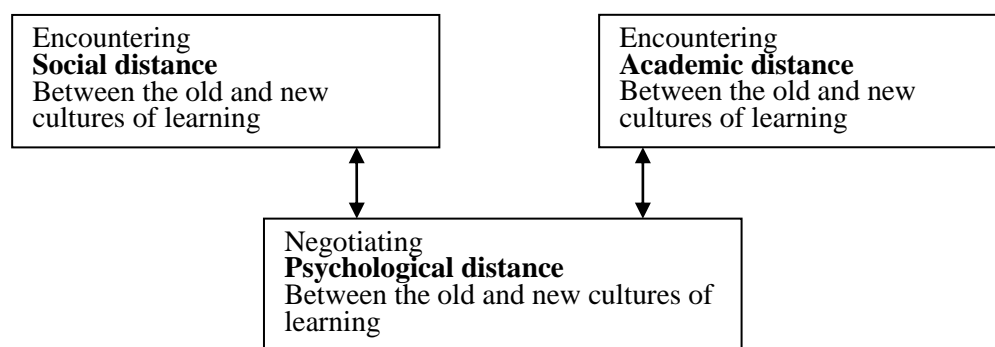 Encountering
Social distance
Between the old and new
cultures of learning
Encountering
Academic distance
Between the old and new
cultures of learning
Negotiating
Psychological distance
Between the old and new cultures of
learning